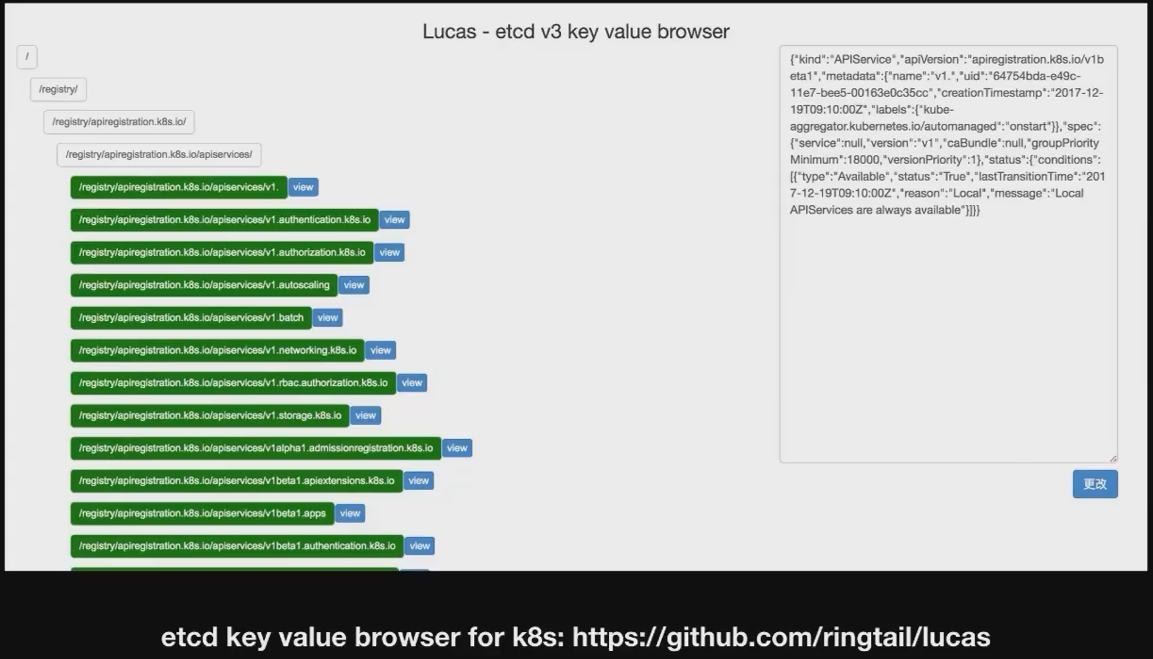 Lucas - etcd v3 key value browser
/
/registry/
/registry/apiregistration.k8s.io/
/registry/apiregistration.k8s.io/apiservices/
/registry/apiregistration.k8s.io/apiservices/v1. view
/registry/apiregistration.k8s.io/apiservices/v1.authentication.k8s.io view
/registry/apiregistration.k8s.io/apiservices/v1.authorization.k8s.io view
/registry/apiregistration.k8s.io/apiservices/v1.autoscaling view
/registry/apiregistration.k8s.io/apiservices/v1.batch view
/registry/apiregistration.k8s.io/apiservices/v1.networking.k8s.io view
/registry/apiregistration.k8s.io/apiservices/v1.rbac.authorization.k8s.io view
/registry/apiregistration.k8s.io/apiservices/v1.storage.k8s.io view
/registry/apiregistration.k8s.io/apiservices/v1alpha1.admissionregistration.k8s.io view
/registry/apiregistration.k8s.io/apiservices/v1beta1.apiextensions.k8s.io view
/registry/apiregistration.k8s.io/apiservices/v1beta1.apps view
/registry/apiregistration.k8s.io/apiservices/v1beta1.authentication.k8s.io view
{"kind":"APIService","apiVersion":"apiregistration.k8s.io/v1b
eta1","metadata":{"name":"v1.","uid":"64754bda-e49c-
11e7-bee5-00163e0c35cc","creationTimestamp":"2017-12-
19T09:10:00Z","labels":{"kube-
aggregator.kubernetes.io/automanaged":"onstart"}},"spec":
{"service":null,"version":"v1","caBundle":null,"groupPriority
Minimum":18000,"versionPriority":1},"status":{"conditions":
[{"type":"Available","status":"True","lastTransitionTime":"201
7-12-19T09:10:00Z","reason":"Local","message":"Local
APIServices are always available"}]}}
更改
etcd key value browser for k8s: https://github.com/ringtail/lucas